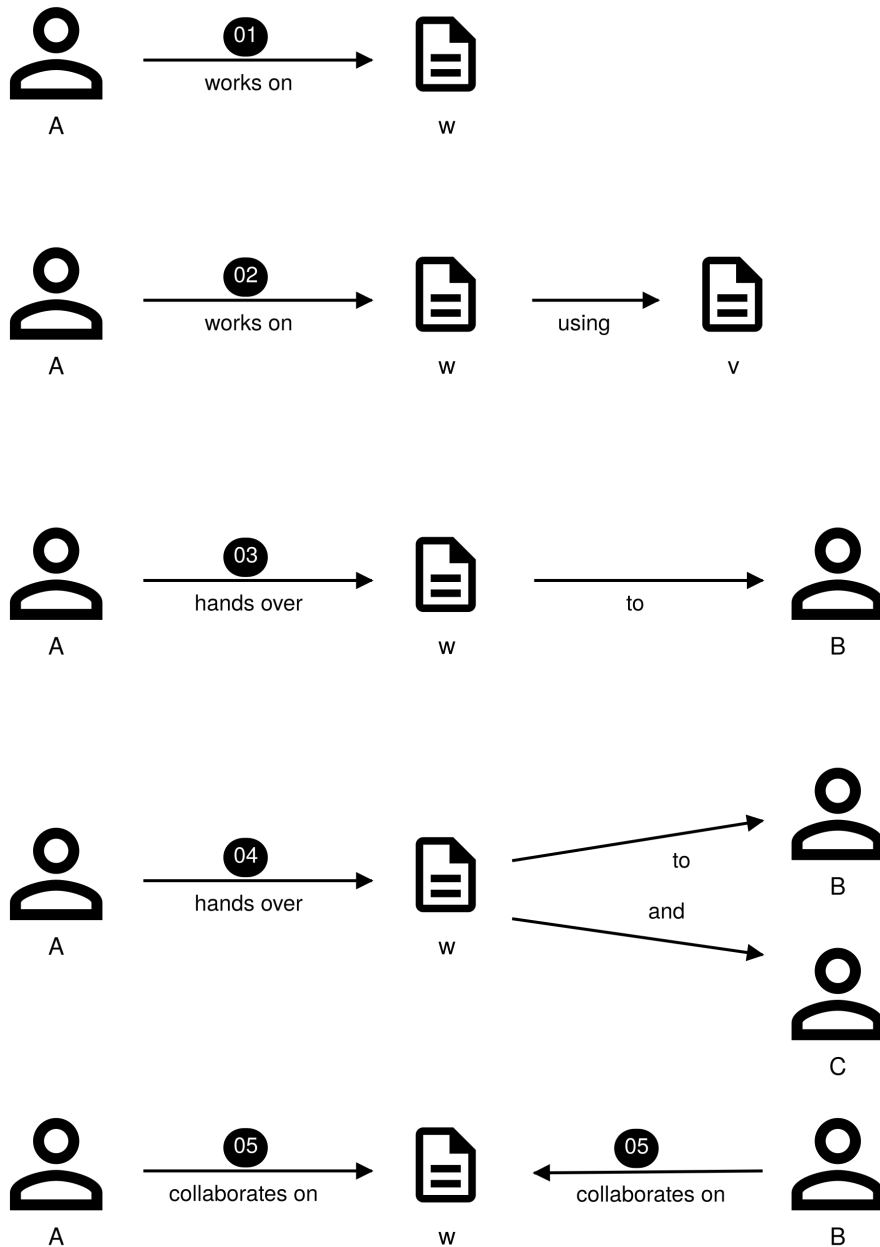 01
works on
A
w
02
works on
using
A
w
v
03
hands over
to
A
w
B
04
hands over
to
B
and
A
w
C
05
05
collaborates on
collaborates on
A
w
B